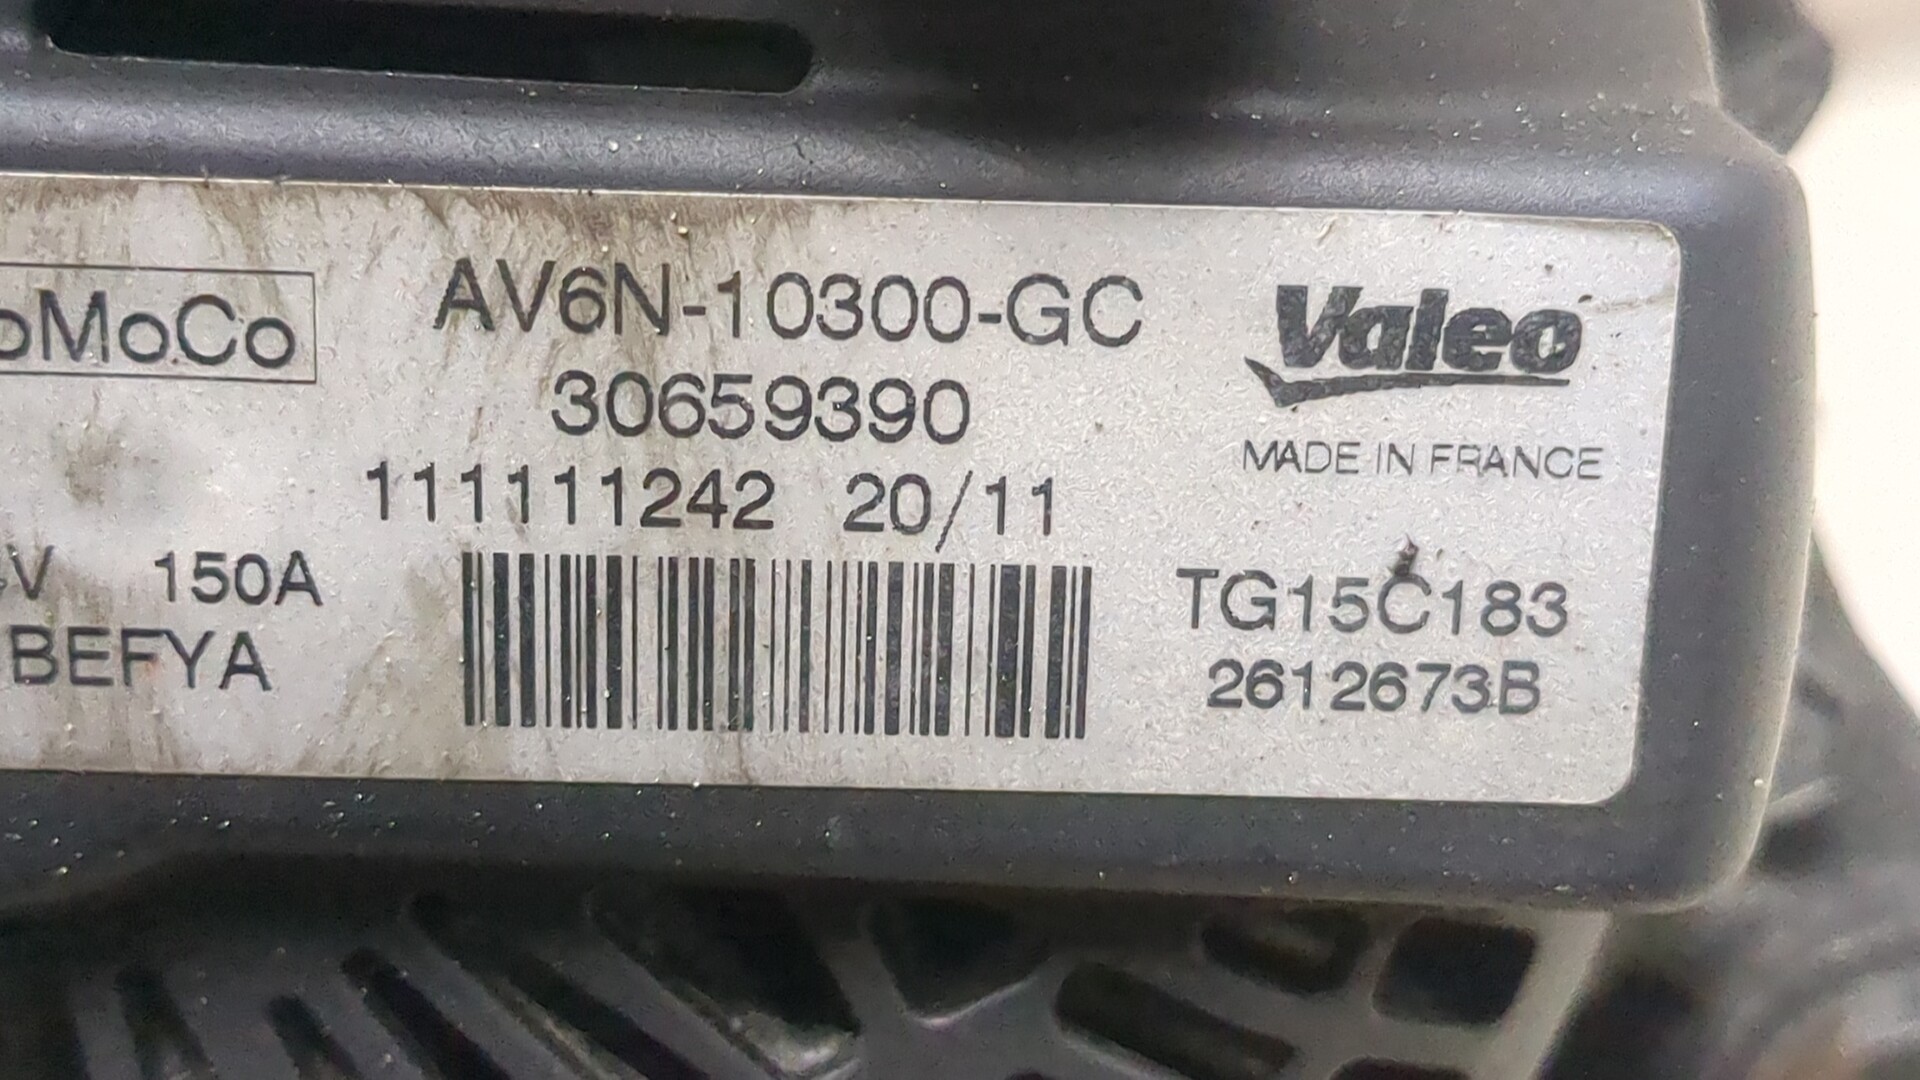 oMoCo
AV6N-10300-GC
30659390
111111242 20/11
Valeo
MADE IN FRANCE
V 150A
BEFYA
TG15C183
2612673B